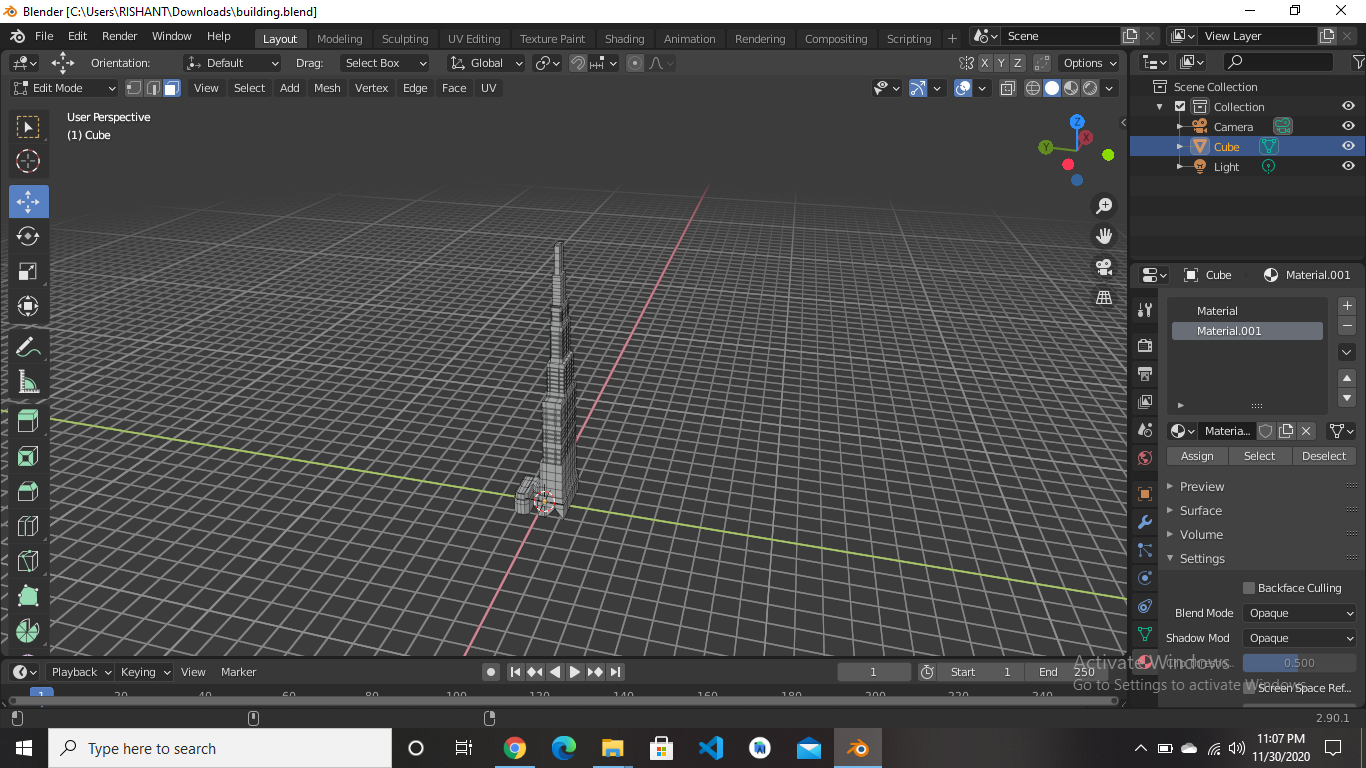 Blender [C:\Users\RISHANT\Downloads\building.blend]
File Edit Render Window Help Layout Modeling Sculpting UV Editing Texture Paint Shading Animation Rendering Compositing Scripting + Scene View Layer
Orientation: Default Drag: Select Box Global X Y Z Options
Edit Mode View Select Add Mesh Vertex Edge Face UV
User Perspective
(1) Cube
Z
X
Y
Scene Collection
Collection
Camera
Cube
Light
Cube Material.001
Material
Material.001
Materia...
Assign Select Deselect
Preview
Surface
Volume
Settings
Backface Culling
Blend Mode Opaque
Shadow Mod Opaque
0.500
Screen Space Ref...
Activate Windows
Go to Settings to activate Windows.
Playback Keying View Marker 1 Start 1 End 250
1 20 40 60 80 100 120 140 160 180 200 220 240
2.90.1
Type here to search
11:07 PM
11/30/2020